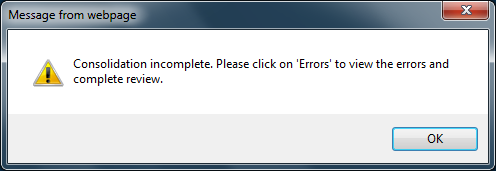 Message from webpage
Consolidation incomplete. Please click on 'Errors' to view the errors and
complete review.
OK